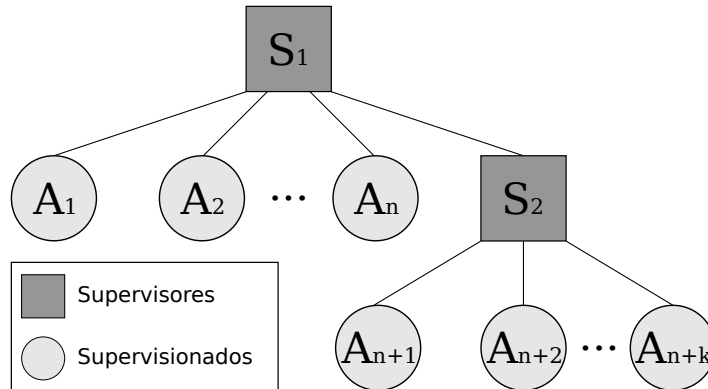 S1
A1 A2 ... An S2
Supervisores
Supervisionados
An+1 An+2 ... An+k